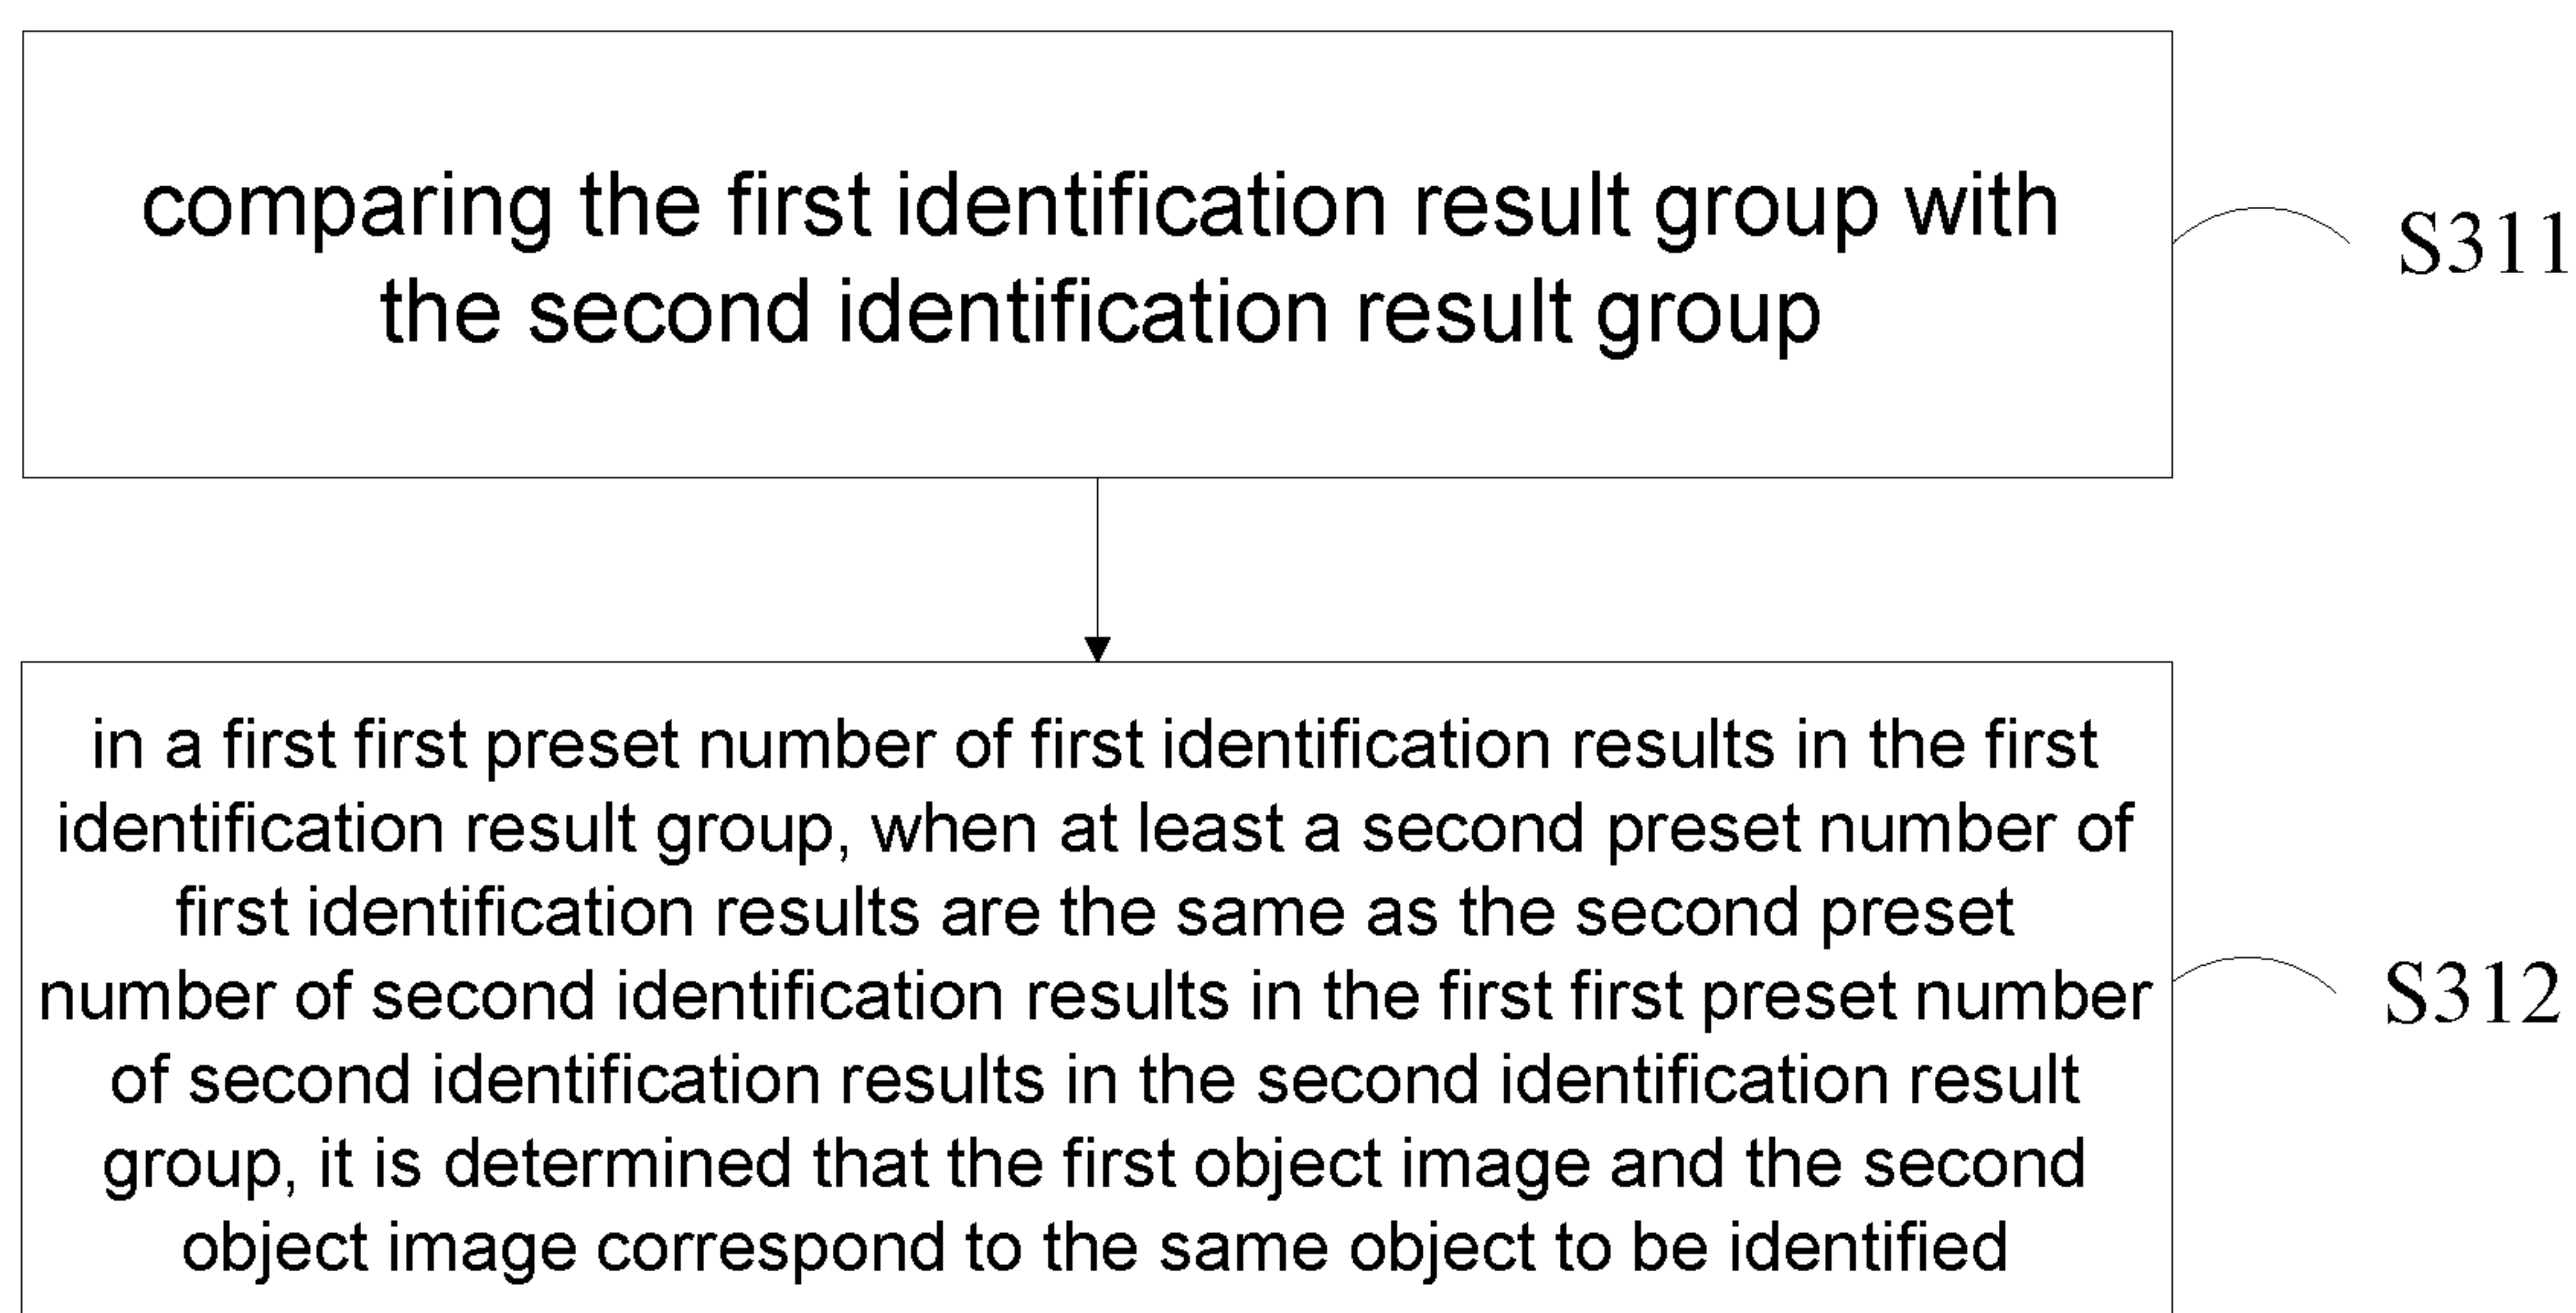 comparing the first identification result group with
the second identification result group
S311
in a first first preset number of first identification results in the first
identification result group, when at least a second preset number of
first identification results are the same as the second preset
number of second identification results in the first first preset number
of second identification results in the second identification result
group, it is determined that the first object image and the second
object image correspond to the same object to be identified
S312